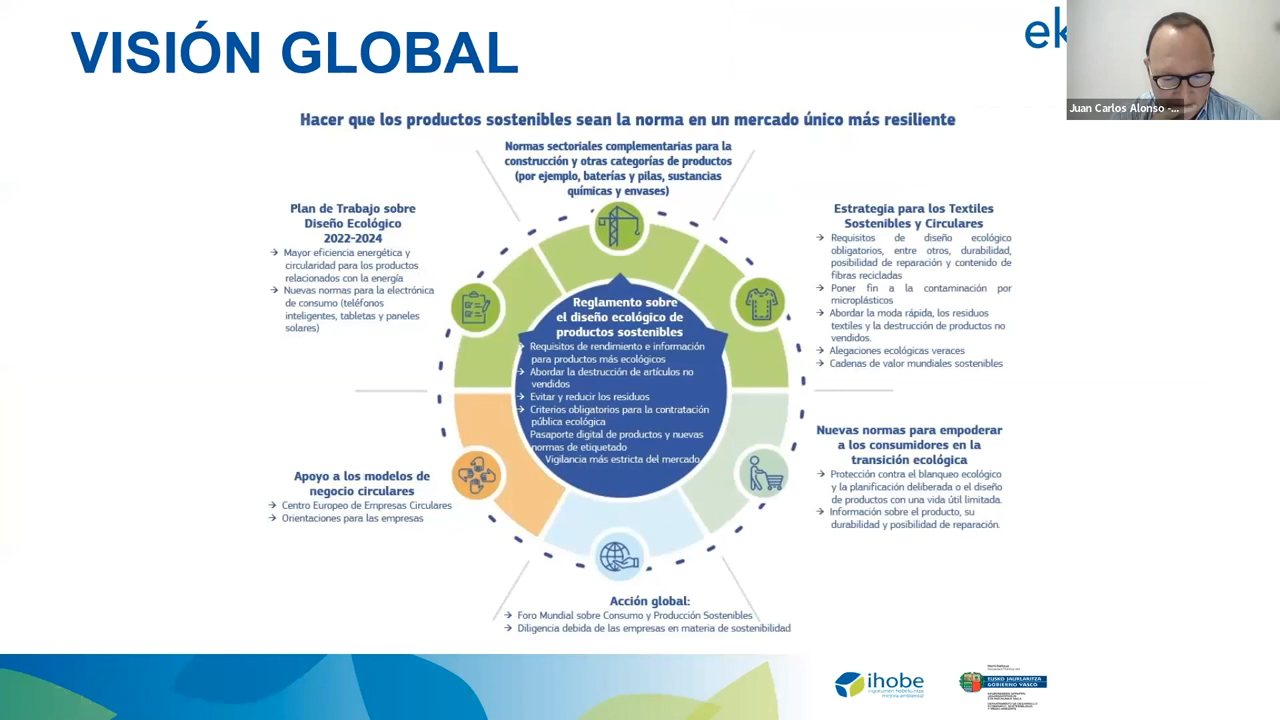 VISIÓN GLOBAL
ek
Juan Carlos Alonso -...
Hacer que los productos sostenibles sean la norma en un mercado único más resiliente
Normas sectoriales complementarias para la
construcción y otras categorías de productos
(por ejemplo, baterías y pilas, sustancias
químicas y envases)
Plan de Trabajo sobre
Diseño Ecológico
2022-2024
→ Mayor eficiencia energética y
circularidad para los productos
relacionados con la energía
→ Nuevas normas para la electrónica
de consumo (teléfonos
inteligentes, tabletas y paneles
solares)
Estrategia para los Textiles
Sostenibles y Circulares
→ Requisitos de diseño ecológico
obligatorios, entre otros, durabilidad,
posibilidad de reparación y contenido de
fibras recicladas
→ Poner fin a la contaminación por
microplásticos
→ Abordar la moda rápida, los residuos
textiles y la destrucción de productos no
vendidos.
→ Alegaciones ecológicas veraces
→ Cadenas de valor mundiales sostenibles
Reglamento sobre
el diseño ecológico de
productos sostenibles
→ Requisitos de rendimiento e información
para productos más ecológicos
→ Abordar la destrucción de artículos no
vendidos
→ Evitar y reducir los residuos
→ Criterios obligatorios para la contratación
pública ecológica
Pasaporte digital de productos y nuevas
normas de etiquetado
Vigilancia más estricta del mercado
Nuevas normas para empoderar
a los consumidores en la
transición ecológica
→ Protección contra el blanqueo ecológico
y la planificación deliberada o el diseño
de productos con una vida útil limitada.
→ Información sobre el producto, su
durabilidad y posibilidad de reparación.
Apoyo a los modelos de
negocio circulares
→ Centro Europeo de Empresas Circulares
→ Orientaciones para las empresas
Acción global:
→ Foro Mundial sobre Consumo y Producción Sostenibles
→ Diligencia debida de las empresas en materia de sostenibilidad
ihobe
EUSKO JAURLARITZA
GOBIERNO VASCO